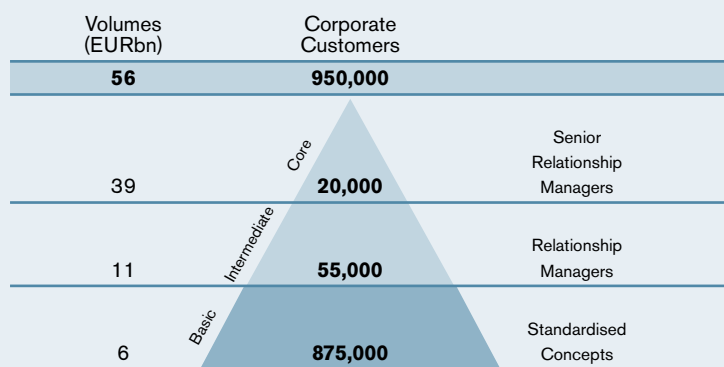 Volumes
(EURbn)
Corporate
Customers
56
950,000
Core
39
20,000
Senior
Relationship
Managers
Intermediate
11
55,000
Relationship
Managers
Basic
6
875,000
Standardised
Concepts